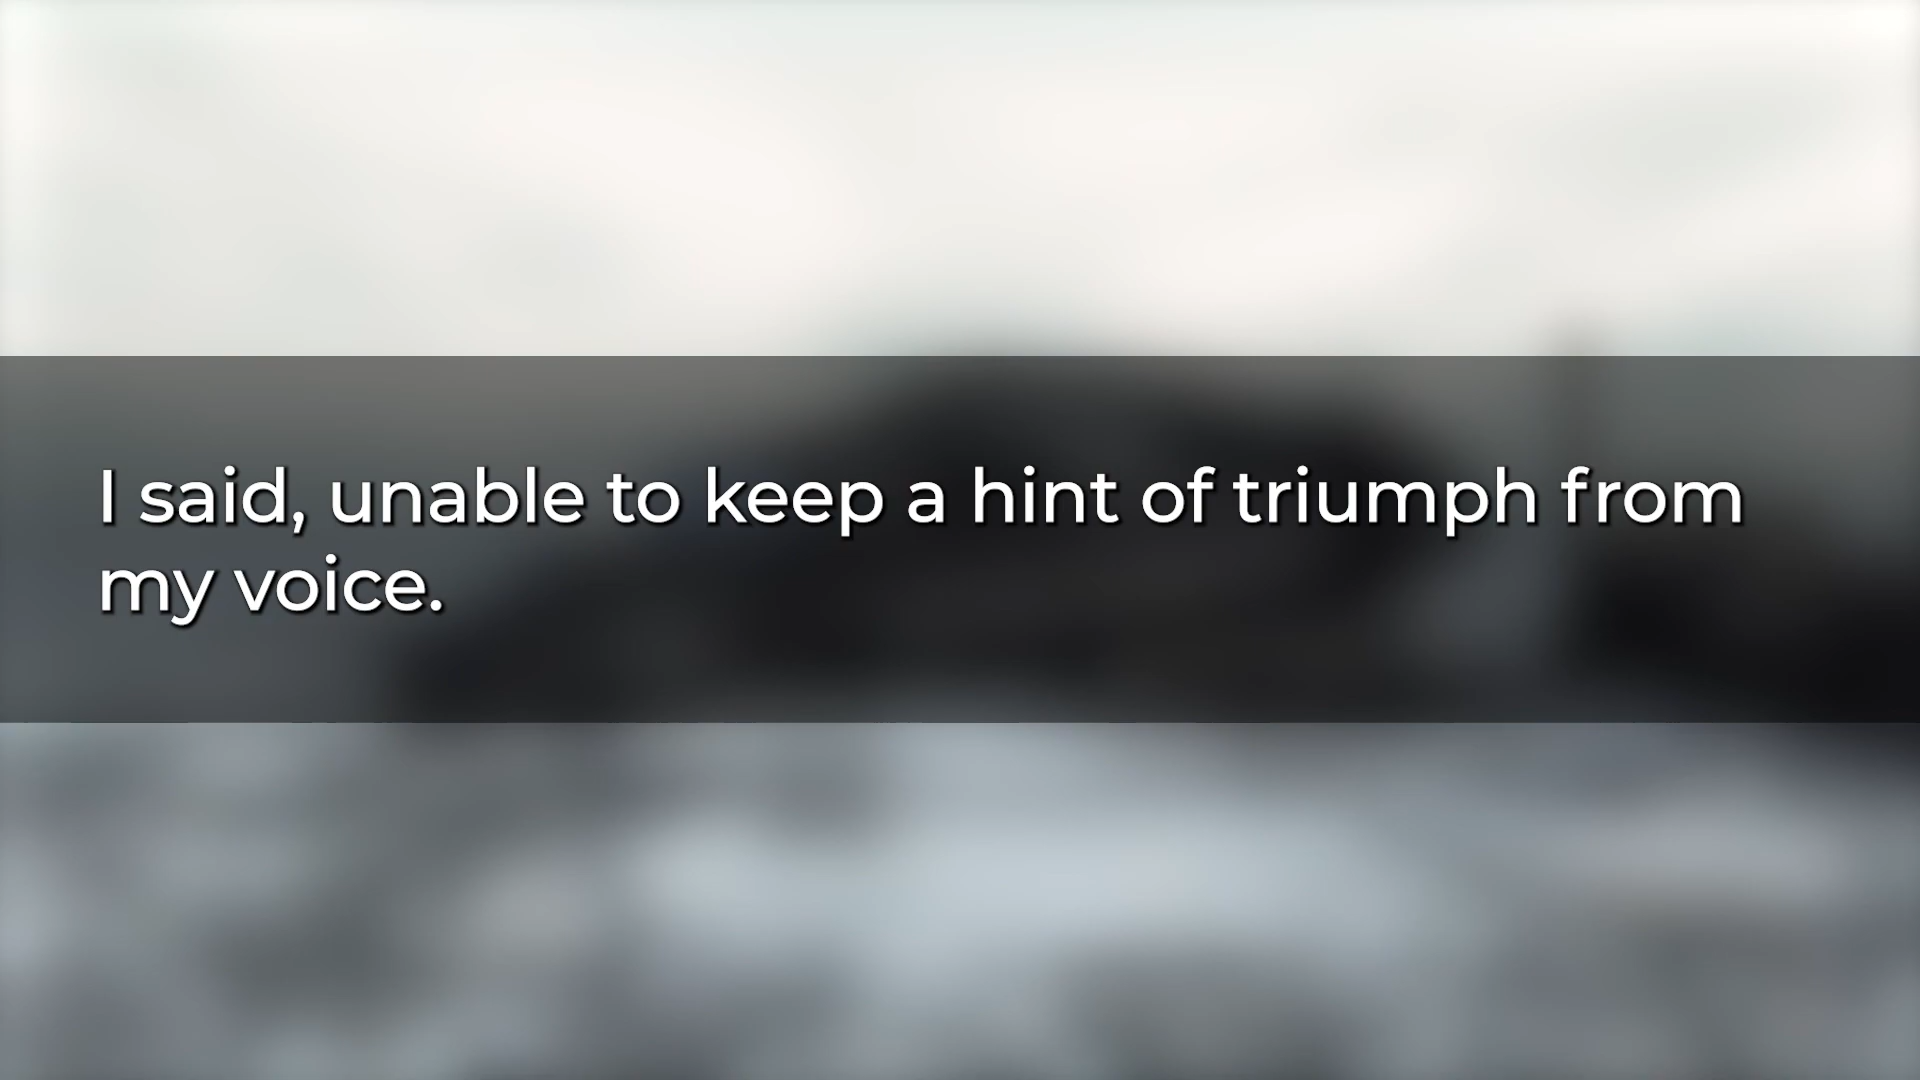 I said, unable to keep a hint of triumph from
my voice.